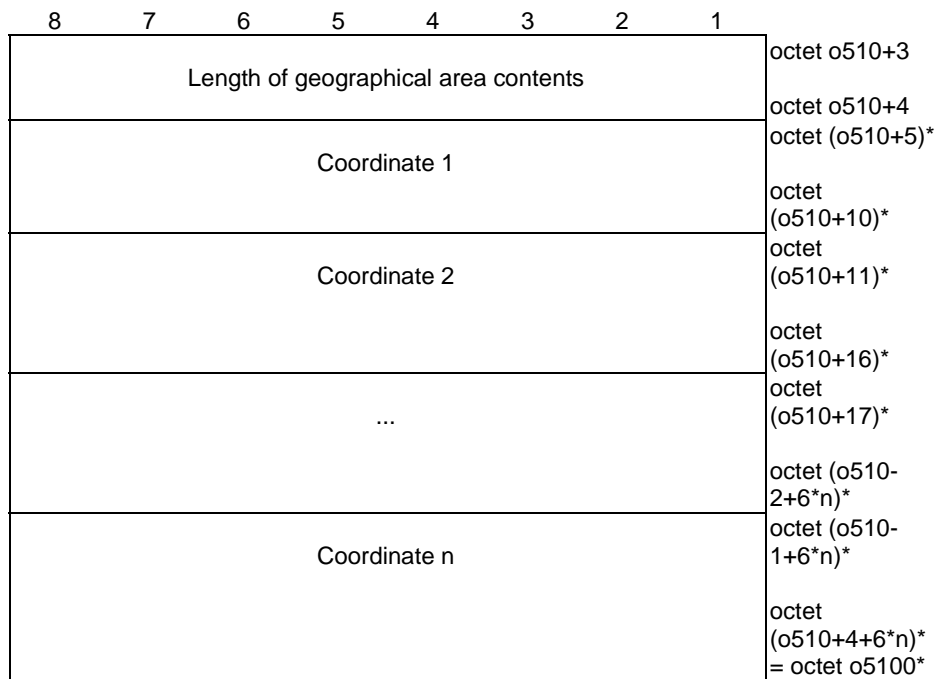 8 7 6 5 4 3 2 1
Length of geographical area contents
octet o510+3
octet o510+4
Coordinate 1
octet (o510+5)*
octet
(o510+10)*
Coordinate 2
octet
(o510+11)*
octet
(o510+16)*
...
octet
(o510+17)*
octet (o510-
2+6*n)*
Coordinate n
octet (o510-
1+6*n)*
octet
(o510+4+6*n)*
= octet o5100*